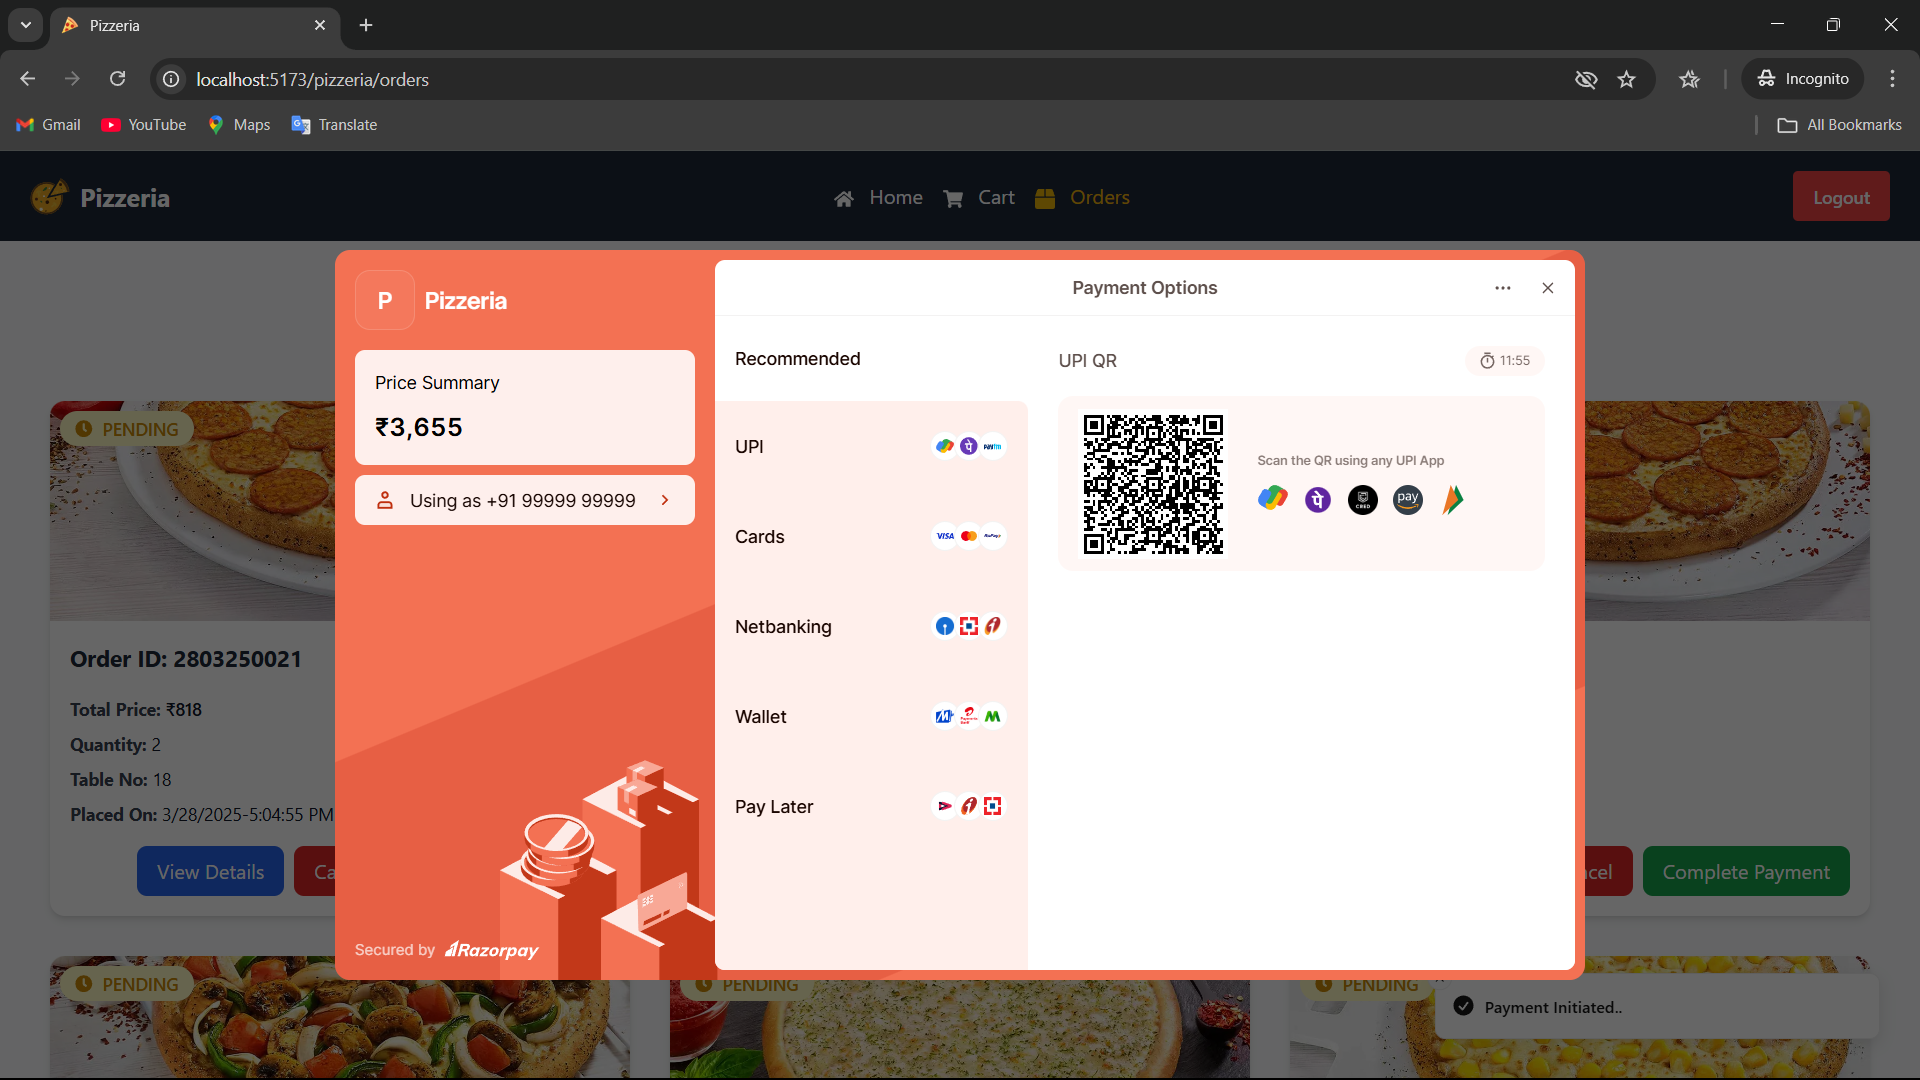 Pizzeria
localhost:5173/pizzeria/orders
Incognito
Gmail
YouTube
Maps
Translate
All Bookmarks
Pizzeria
Home
Cart
Orders
Logout
P
Pizzeria
Price Summary
₹3,655
Using as +91 99999 99999
Secured by Razorpay
Payment Options
Recommended
UPI
Cards
VISA
Netbanking
Wallet
Pay Later
UPI QR
11:55
Scan the QR using any UPI App
CRED
pay
PENDING
Order ID: 2803250021
Total Price: ₹818
Quantity: 2
Table No: 18
Placed On: 3/28/2025-5:04:55 PM
View Details
Ca
cel
Complete Payment
PENDING
PENDING
PENDING
Payment Initiated..